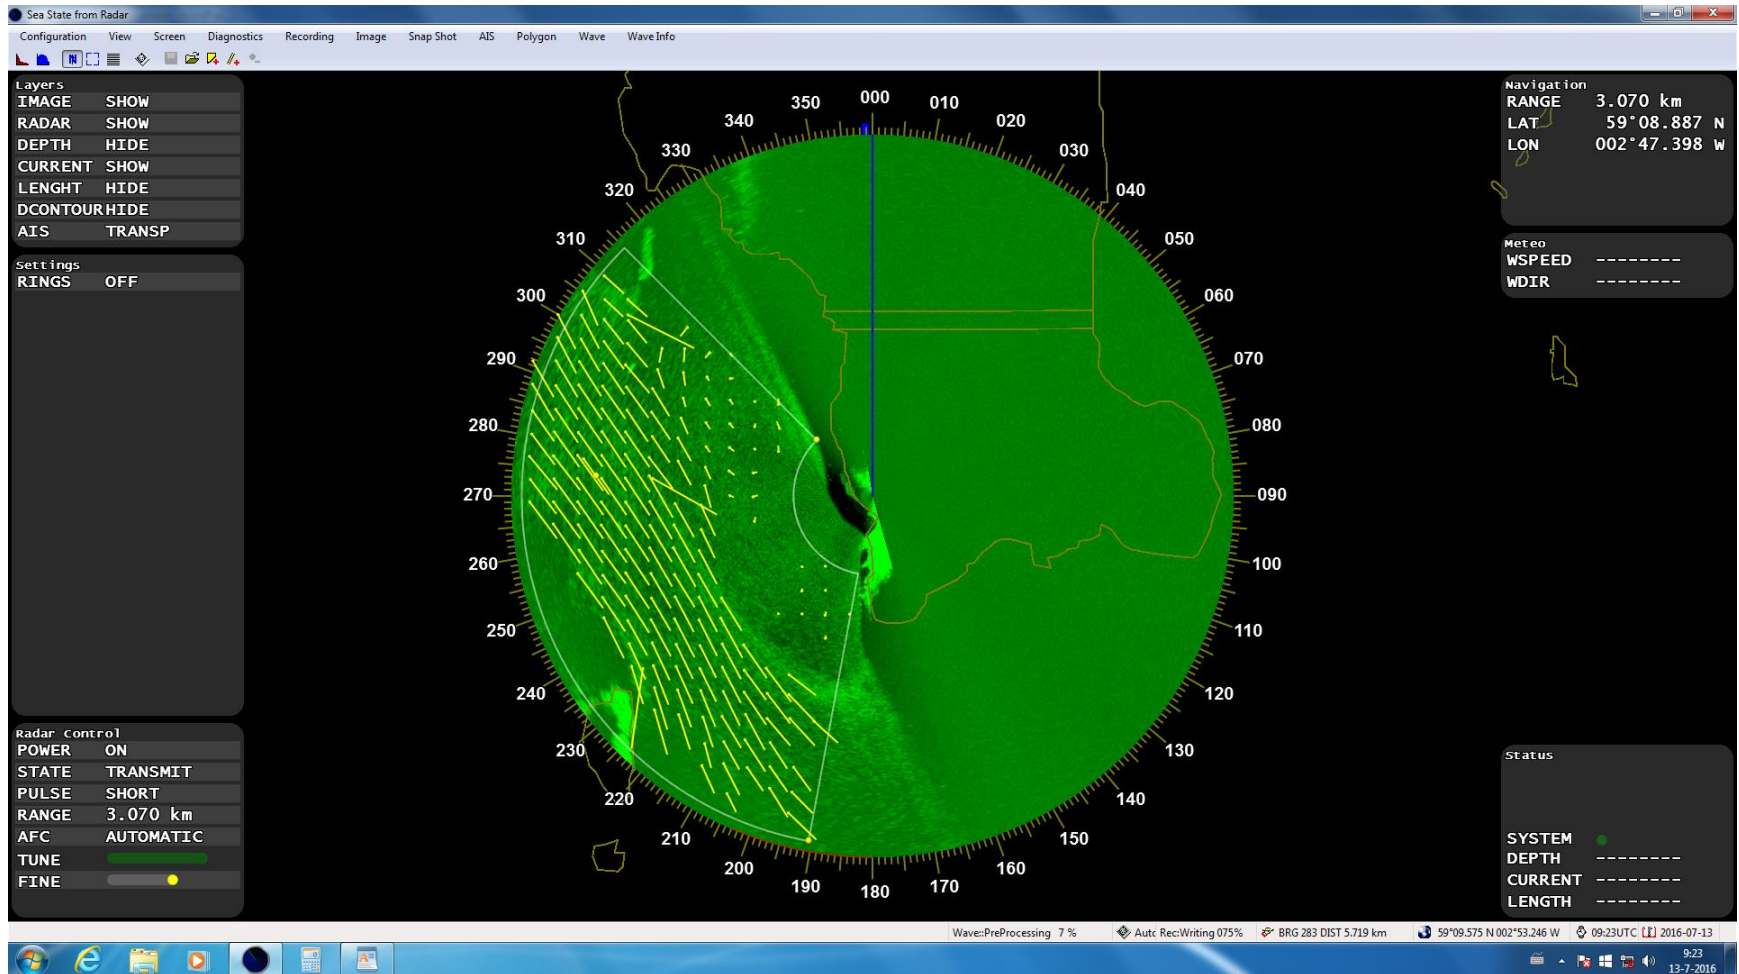 Sea State from Radar
Configuration View Screen Diagnostics Recording Image Snap Shot AIS Polygon Wave Wave Info
Layers
IMAGE SHOW
RADAR SHOW
DEPTH HIDE
CURRENT SHOW
LENGHT HIDE
DCONTOUR HIDE
AIS TRANSP
Settings
RINGS OFF
Radar Control
POWER ON
STATE TRANSMIT
PULSE SHORT
RANGE 3.070 km
AFC AUTOMATIC
TUNE
FINE
000
010
020
030
040
050
060
070
080
090
100
110
120
130
140
150
160
170
180
190
200
210
220
230
240
250
260
270
280
290
300
310
320
330
340
350
Navigation
RANGE 3.070 km
LAT 59°08.887 N
LON 002°47.398 W
Meteo
WSPEED --------
WDIR --------
Status
SYSTEM
DEPTH --------
CURRENT --------
LENGTH --------
Wave::PreProcessing 7 % Autc Rec:Writing 075% BRG 283 DIST 5.719 km 59°09.575 N 002°53.246 W 09:23UTC 2016-07-13
9:23
13-7-2016